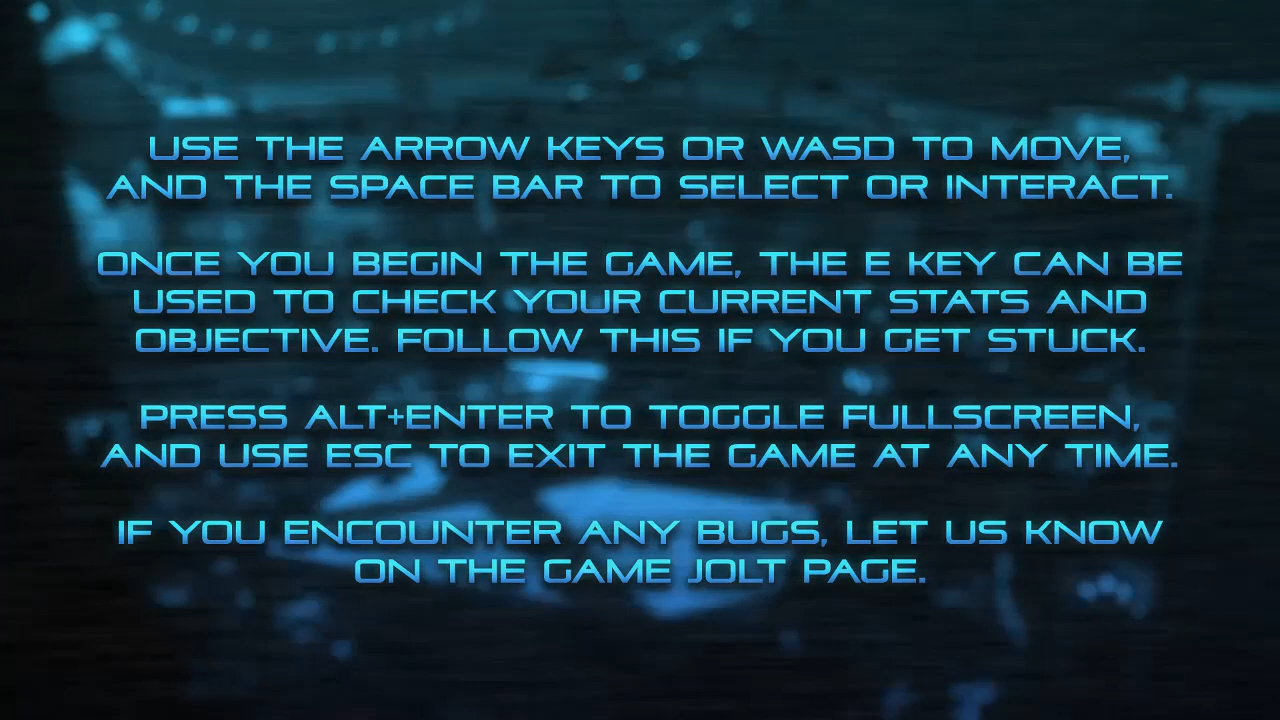 USE THE ARROW KEYS OR WASD TO MOVE,
AND THE SPACE BAR TO SELECT OR INTERACT.
ONCE YOU BEGIN THE GAME, THE E KEY CAN BE
USED TO CHECK YOUR CURRENT STATS AND
OBJECTIVE. FOLLOW THIS IF YOU GET STUCK.
PRESS ALT+ENTER TO TOGGLE FULLSCREEN,
AND USE ESC TO EXIT THE GAME AT ANY TIME.
IF YOU ENCOUNTER ANY BUGS, LET US KNOW
ON THE GAME JOLT PAGE.